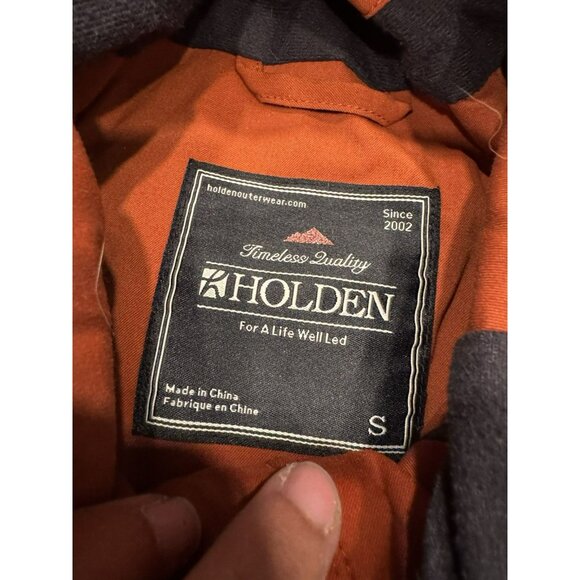 holdenouterwear.com
Since
2002
Timeless Quality
HOLDEN
For A Life Well Led
Made in China
Fabrique en Chine
S